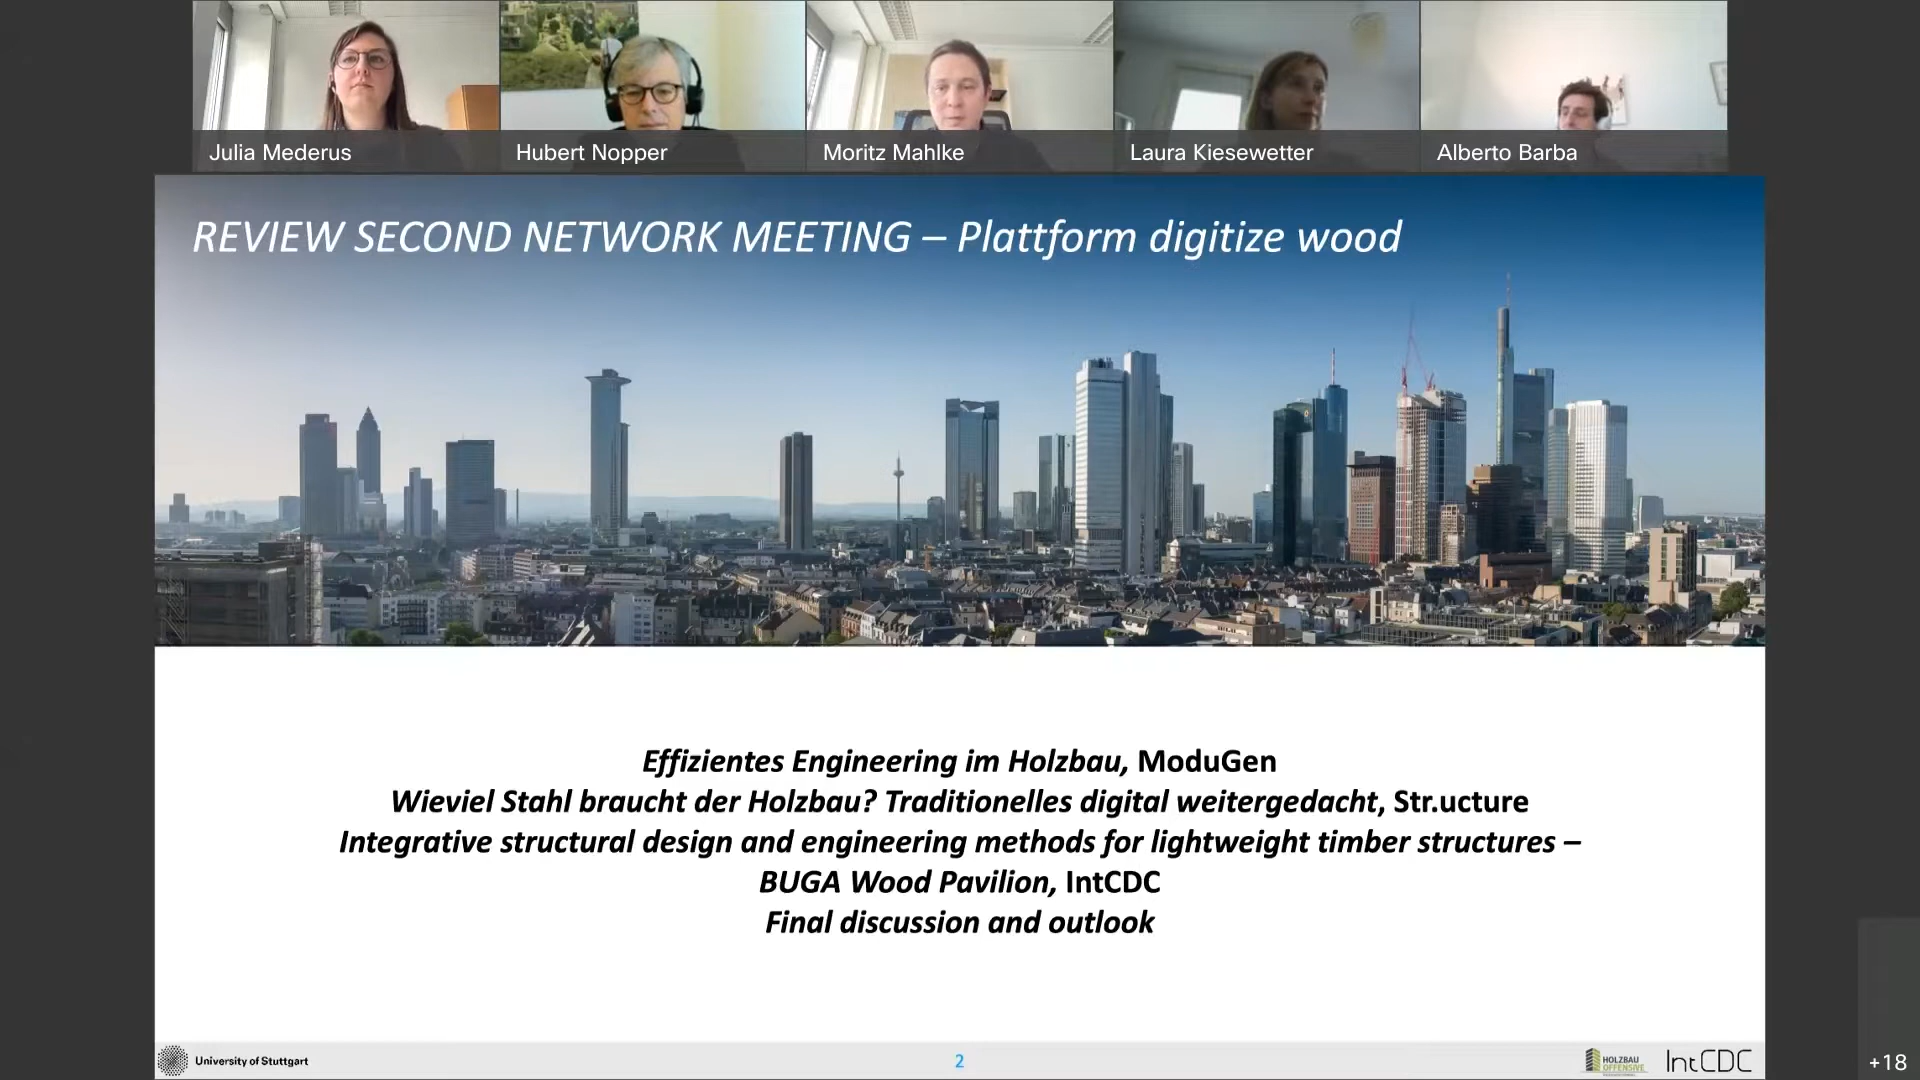 Julia Mederus
Hubert Nopper
Moritz Mahlke
Laura Kiesewetter
Alberto Barba
REVIEW SECOND NETWORK MEETING – Plattform digitize wood
Effizientes Engineering im Holzbau, ModuGen
Wieviel Stahl braucht der Holzbau? Traditionelles digital weitergedacht, Str.ucture
Integrative structural design and engineering methods for lightweight timber structures –
BUGA Wood Pavilion, IntCDC
Final discussion and outlook
University of Stuttgart
2
HOLZBAU
OFFENSIVE
IntCDC
+18